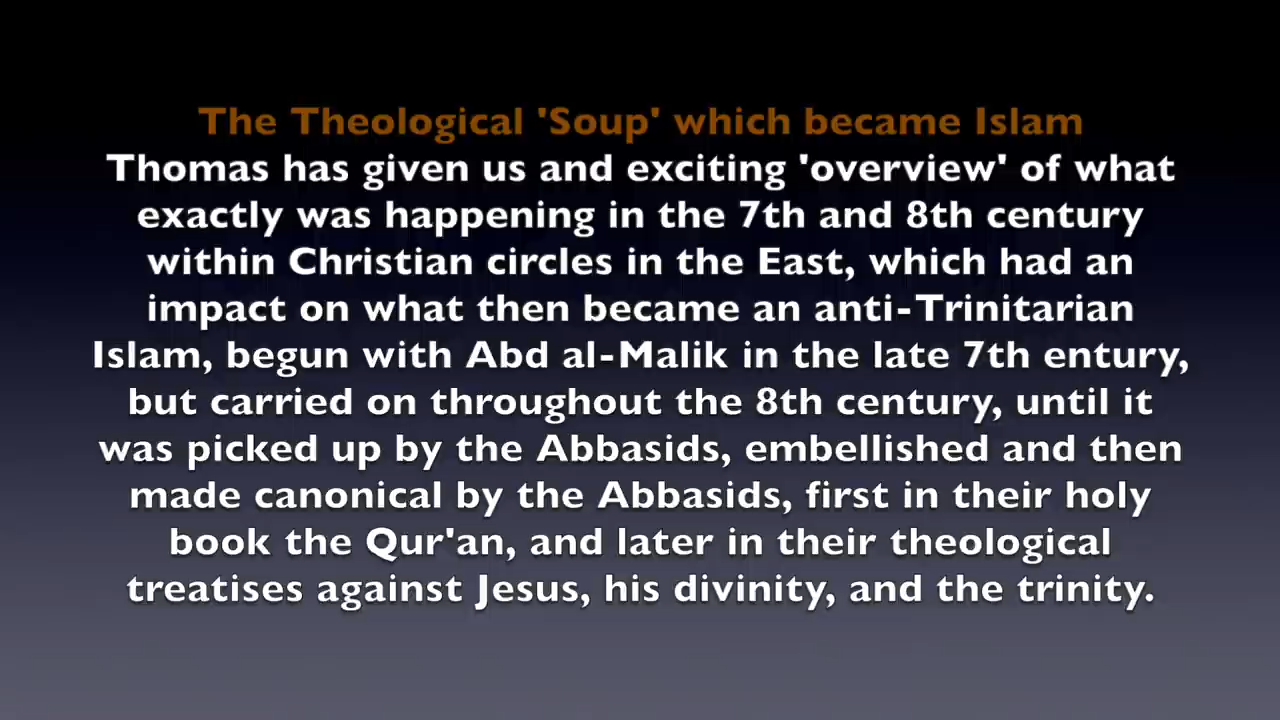 The Theological 'Soup' which became Islam
Thomas has given us and exciting 'overview' of what
exactly was happening in the 7th and 8th century
within Christian circles in the East, which had an
impact on what then became an anti-Trinitarian
Islam, begun with Abd al-Malik in the late 7th entury,
but carried on throughout the 8th century, until it
was picked up by the Abbasids, embellished and then
made canonical by the Abbasids, first in their holy
book the Qur'an, and later in their theological
treatises against Jesus, his divinity, and the trinity.